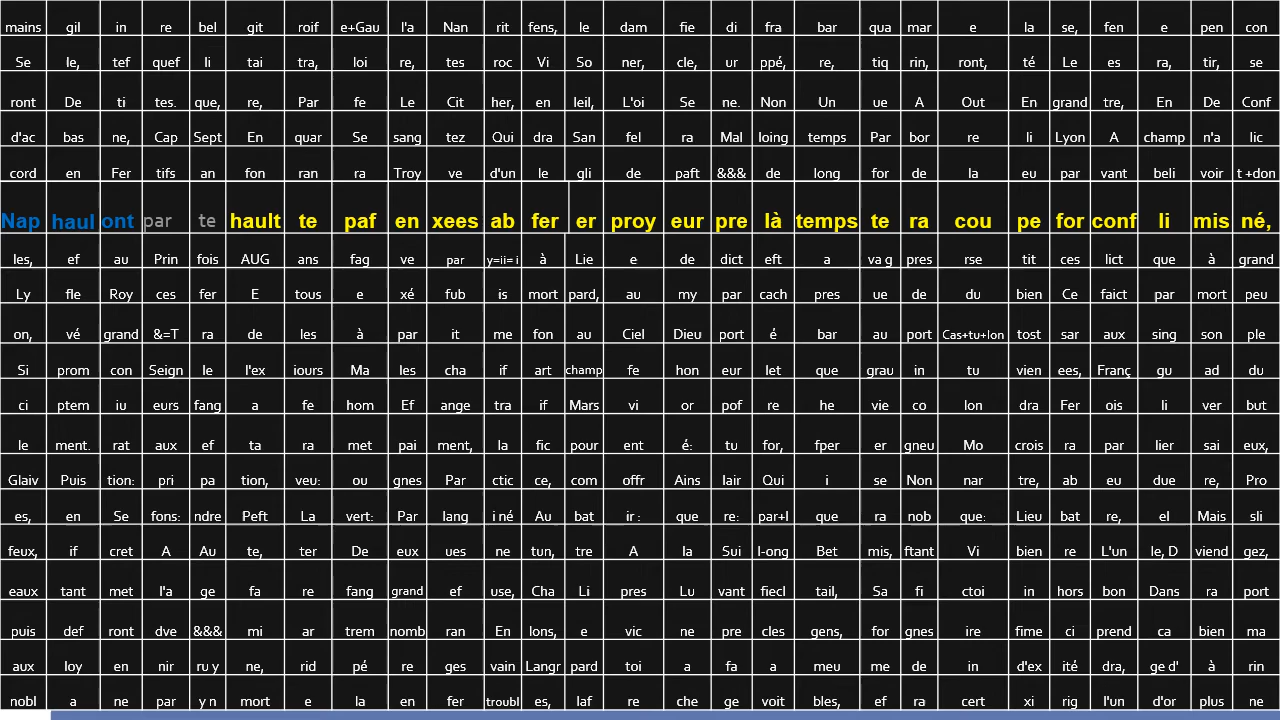 mains gil in re bel git roif e+Gau l'a Nan rit fens, le dam fie di fra bar qua mar e la se, fen e pen con
Se le, tef quef li tai tra, loi re, tes roc Vi So ner, cle, ur ppé, re, tiq rin, ront, té Le es ra, tir, se
ront De ti tes. que, re, Par fe Le Cit her, en leil, L'oi Se ne. Non Un ue A Out En grand tre, En De Conf
d'ac bas ne, Cap Sept En quar Se sang tez Qui dra San fel ra Mal loing temps Par bor re li Lyon A champ n'a lic
cord en Fer tifs an fon ran ra Troy ve d'un le gli de paft &&& de long for de la eu par vant beli voir t +don
Nap haul ont par te hault te paf en xees ab fer er proy eur pre là temps te ra cou pe for conf li mis né,
les, ef au Prin fois AUG ans fag ve par y=ii= i à Lie e de dict eft a va g pres rse tit ces lict que à grand
Ly fle Roy ces fer E tous e xé fub is mort pard, au my par cach pres ue de du bien Ce faict par mort peu
on, vé grand &=T ra de les à par it me fon au Ciel Dieu port é bar au port Cas+tu+lon tost sar aux sing son ple
Si prom con Seign le l'ex iours Ma les cha if art champ fe hon eur let que grau in tu vien ees, Franç gu ad du
ci ptem iu eurs fang a fe hom Ef ange tra if Mars vi or pof re he vie co lon dra Fer ois li ver but
le ment. rat aux ef ta ra met pai ment, la fic pour ent é: tu for, fper er gneu Mo crois ra par lier sai eux,
Glaiv Puis tion: pri pa tion, veu: ou gnes Par ctic ce, com offr Ains lair Qui i se Non nar tre, ab eu due re, Pro
es, en Se fons: ndre Peft La vert: Par lang i né Au bat ir : que re: par+l que ra nob que: Lieu bat re, el Mais sli
feux, if cret A Au te, ter De eux ues ne tun, tre A la Sui l-ong Bet mis, ftant Vi bien re L'un le, D viend gez,
eaux tant met l'a ge fa re fang grand ef use, Cha Li pres Lu vant fiecl tail, Sa fi ctoi in hors bon Dans ra port
puis def ront dve &&& mi ar trem nomb ran En lons, e vic ne pre cles gens, for gnes ire fime ci prend ca bien ma
aux loy en nir ru y ne, rid pé re ges vain Langr pard toi a fa a meu me de in d'ex ité dra, ge d' à rin
nobl a ne par y n mort e la en fer troubl es, laf re che ge voit bles, ef ra cert xi rig l'un d'or plus ne